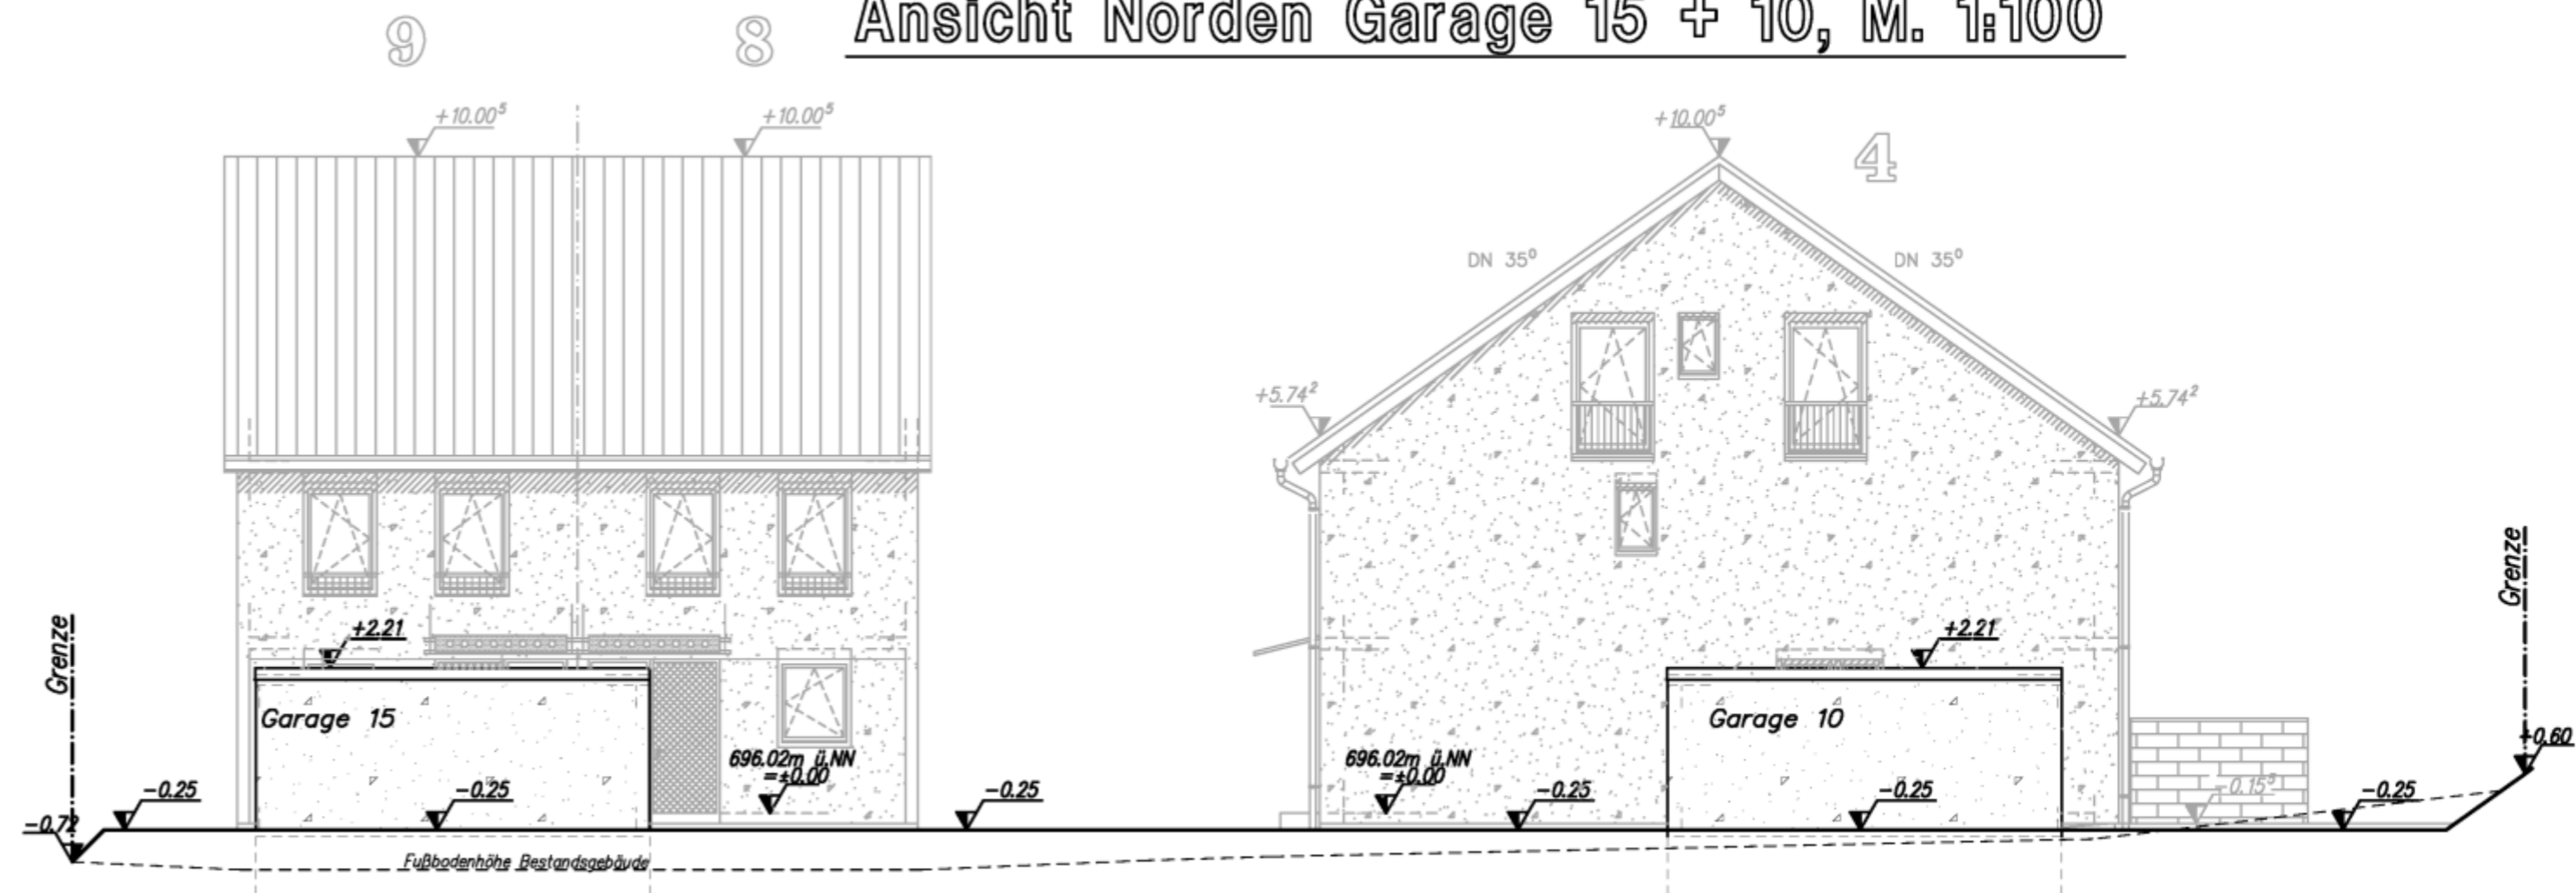 Ansicht Norden Garage 15 + 10, M. 1:100
9
8
+10.00⁵
+10.00⁵
+10.00⁵
4
DN 35⁰
DN 35⁰
+5.74²
+5.74²
Grenze
Grenze
+2.21
+2.21
Garage 15
Garage 10
696.02m ü.NN
=±0.00
696.02m ü.NN
=±0.00
+0.60
-0.72
-0.25
-0.25
-0.25
-0.25
-0.25
-0.15⁵
-0.25
Fußbodenhöhe Bestandsgebäude